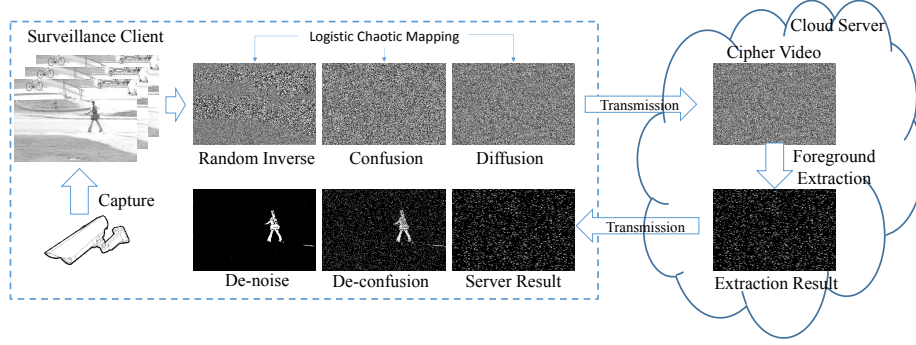 Surveillance Client
Logistic Chaotic Mapping
Cloud Server
Cipher Video
Transmission
Random Inverse
Confusion
Diffusion
Foreground
Extraction
Capture
Transmission
De-noise
De-confusion
Server Result
Extraction Result